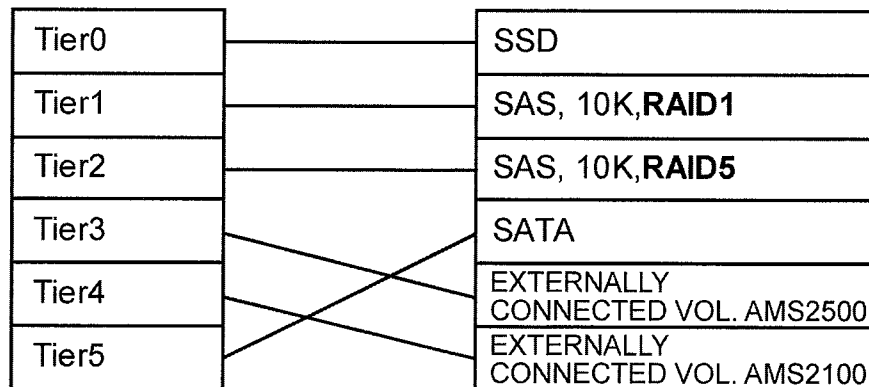 Tier0
SSD
Tier1
SAS, 10K,RAID1
Tier2
SAS, 10K,RAID5
Tier3
SATA
Tier4
EXTERNALLY
CONNECTED VOL. AMS2500
Tier5
EXTERNALLY
CONNECTED VOL. AMS2100